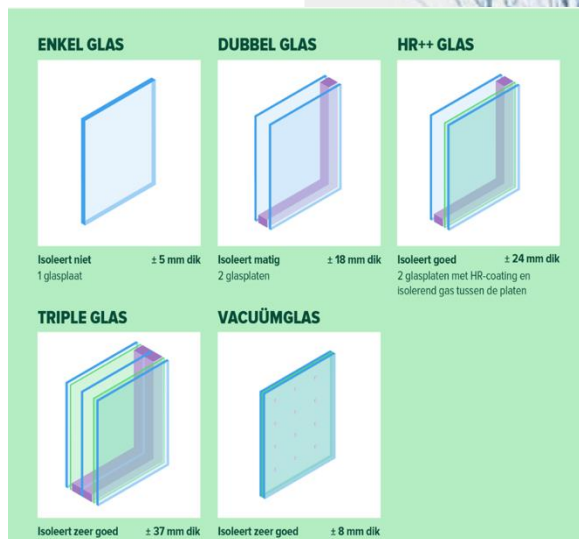 ENKEL GLAS
Isoleert niet ± 5 mm dik
1 glasplaat
DUBBEL GLAS
Isoleert matig ± 18 mm dik
2 glasplaten
HR++ GLAS
Isoleert goed ± 24 mm dik
2 glasplaten met HR-coating en
isolerend gas tussen de platen
TRIPLE GLAS
Isoleert zeer goed ± 37 mm dik
VACUÜMGLAS
Isoleert zeer goed ± 8 mm dik